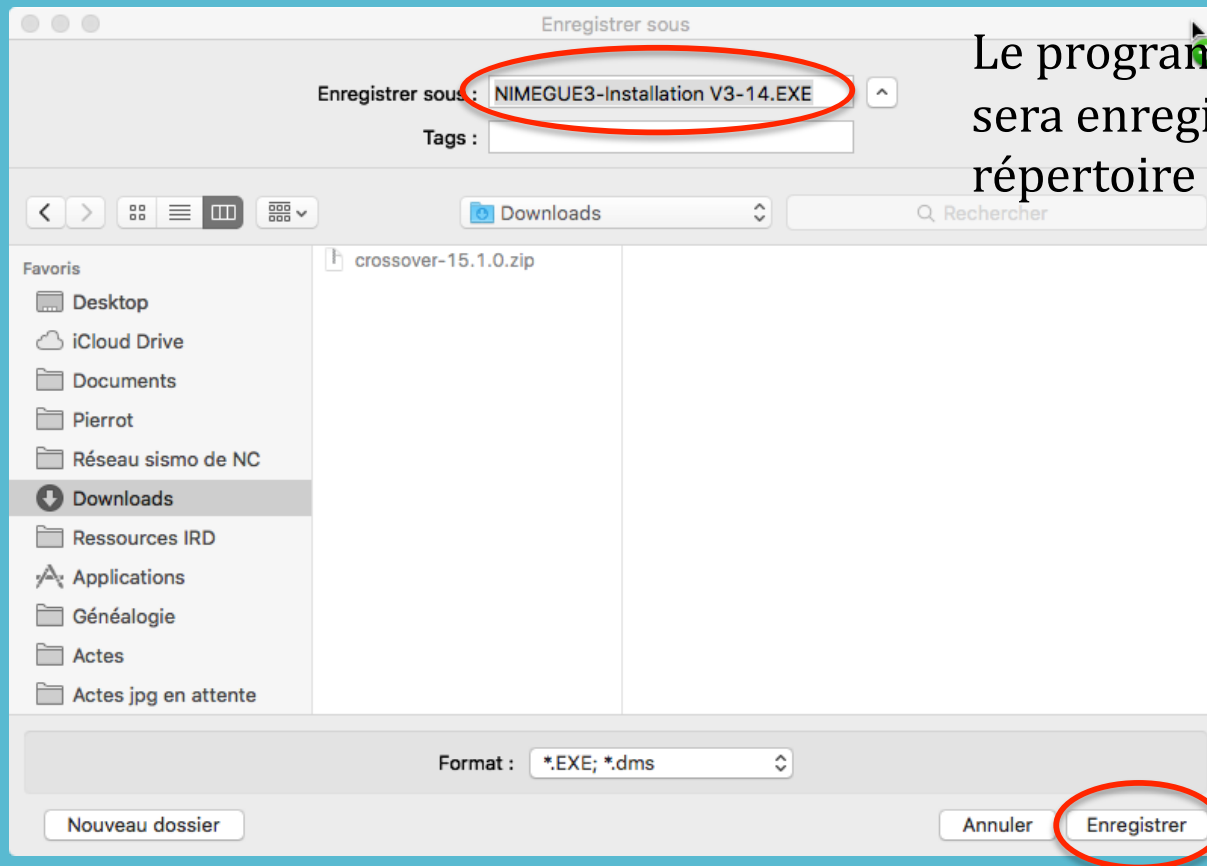 Enregistrer sous
Le program
sera enregi
répertoire
Enregistrer sous : NIMEGUE3-Installation V3-14.EXE
Tags :
Downloads
Rechercher
Favoris
Desktop
iCloud Drive
Documents
Pierrot
Réseau sismo de NC
Downloads
Ressources IRD
Applications
Généalogie
Actes
Actes jpg en attente
crossover-15.1.0.zip
Format : *.EXE; *.dms
Nouveau dossier
Annuler
Enregistrer